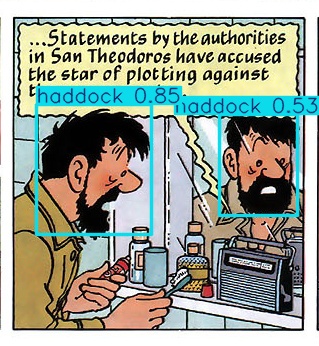 ...Statements by the authorities
in San Theodoros have accused
the star of plotting against
haddock 0.85
haddock 0.53